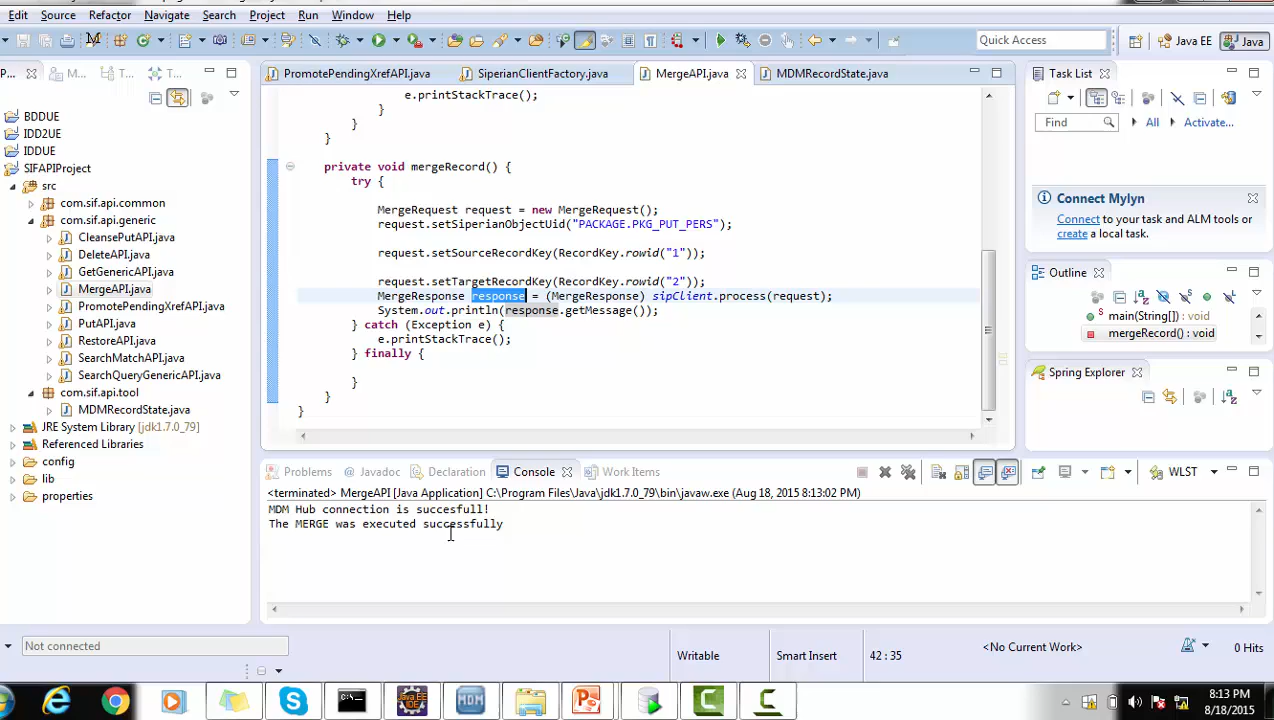 Edit Source Refactor Navigate Search Project Run Window Help
Quick Access Java EE Java
P... M... T... T...
PromotePendingXrefAPI.java SiperianClientFactory.java MergeAPI.java MDMRecordState.java
Task List
Find All Activate...
Connect Mylyn
Connect to your task and ALM tools or
create a local task.
Outline
main(String[]) : void
mergeRecord() : void
Spring Explorer
BDDUE
IDD2UE
IDDUE
SIFAPIProject
src
com.sif.api.common
com.sif.api.generic
CleansePutAPI.java
DeleteAPI.java
GetGenericAPI.java
MergeAPI.java
PromotePendingXrefAPI.java
PutAPI.java
RestoreAPI.java
SearchMatchAPI.java
SearchQueryGenericAPI.java
com.sif.api.tool
MDMRecordState.java
JRE System Library [jdk1.7.0_79]
Referenced Libraries
config
lib
properties
e.printStackTrace();
}
}
}
private void mergeRecord() {
try {
MergeRequest request = new MergeRequest();
request.setSiperianObjectUid("PACKAGE.PKG_PUT_PERS");
request.setSourceRecordKey(RecordKey.rowid("1"));
request.setTargetRecordKey(RecordKey.rowid("2"));
MergeResponse response = (MergeResponse) sipClient.process(request);
System.out.println(response.getMessage());
} catch (Exception e) {
e.printStackTrace();
} finally {
}
}
}
Problems Javadoc Declaration Console Work Items WLST
<terminated> MergeAPI [Java Application] C:\Program Files\Java\jdk1.7.0_79\bin\javaw.exe (Aug 18, 2015 8:13:02 PM)
MDM Hub connection is succesfull!
The MERGE was executed successfully
Not connected
Writable Smart Insert 42 : 35 <No Current Work> 0 Hits
8:13 PM
8/18/2015